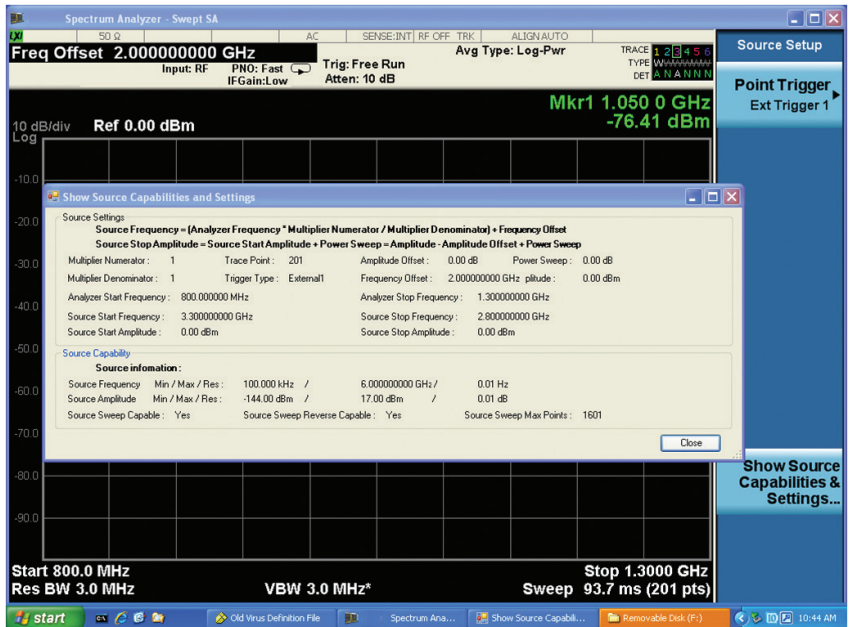 Spectrum Analyzer - Swept SA
LXI 50 Ω AC SENSE:INT RF OFF TRK ALIGN AUTO
Freq Offset 2.000000000 GHz
Input: RF PNO: Fast Trig: Free Run Avg Type: Log-Pwr TRACE 1 2 3 4 5 6
IFGain:Low Atten: 10 dB TYPE
DET A N A N N N
Source Setup
Point Trigger
Ext Trigger 1
Mkr1 1.050 0 GHz
-76.41 dBm
10 dB/div Ref 0.00 dBm
Log
-10.0
-20.0
-30.0
-40.0
-50.0
-60.0
-70.0
-80.0
-90.0
Show Source Capabilities and Settings
Source Settings
Source Frequency = (Analyzer Frequency * Multiplier Numerator / Multiplier Denominator) + Frequency Offset
Source Stop Amplitude = Source Start Amplitude + Power Sweep = Amplitude - Amplitude Offset + Power Sweep
Multiplier Numerator : 1 Trace Point : 201 Amplitude Offset : 0.00 dB Power Sweep : 0.00 dB
Multiplier Denominator : 1 Trigger Type : External1 Frequency Offset : 2.000000000 GHz plitude : 0.00 dBm
Analyzer Start Frequency : 800.000000 MHz Analyzer Stop Frequency : 1.300000000 GHz
Source Start Frequency : 3.300000000 GHz Source Stop Frequency : 2.800000000 GHz
Source Start Amplitude : 0.00 dBm Source Stop Amplitude : 0.00 dBm
Source Capability
Source infomation :
Source Frequency Min / Max / Res : 100.000 kHz / 6.000000000 GHz / 0.01 Hz
Source Amplitude Min / Max / Res : -144.00 dBm / 17.00 dBm / 0.01 dB
Source Sweep Capable : Yes Source Sweep Reverse Capable : Yes Source Sweep Max Points : 1601
Close
Show Source
Capabilities &
Settings...
Start 800.0 MHz Stop 1.3000 GHz
Res BW 3.0 MHz VBW 3.0 MHz* Sweep 93.7 ms (201 pts)
start Old Virus Definition File Spectrum Ana... Show Source Capabili... Removable Disk (F:) 10:44 AM